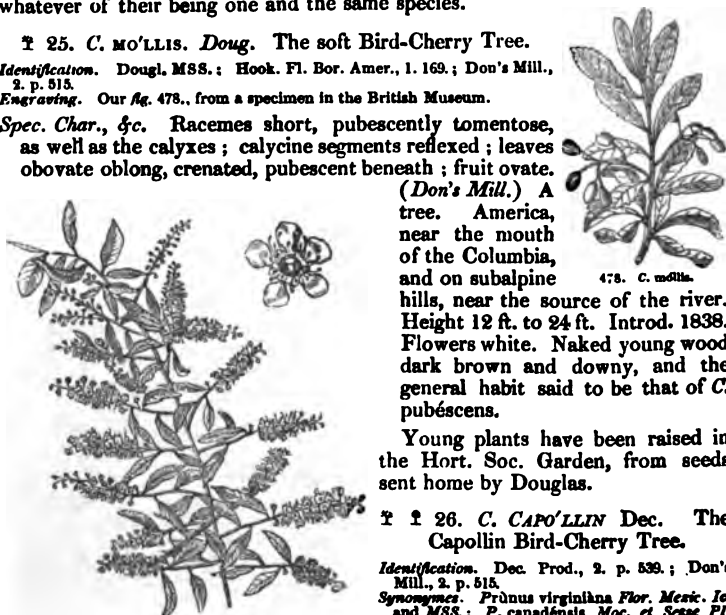 whatever of their being one and the same species.
⚚ 25. C. MO'LLIS. Doug. The soft Bird-Cherry Tree.
Identification. Dougl. MSS.; Hook. Fl. Bor. Amer., 1. 169.; Don's Mill.,
2. p. 515.
Engraving. Our fig. 478., from a specimen in the British Museum.
Spec. Char., &c. Racemes short, pubescently tomentose,
as well as the calyxes; calycine segments reflexed; leaves
obovate oblong, crenated, pubescent beneath; fruit ovate.
(Don's Mill.) A
tree. America,
near the mouth
of the Columbia,
and on subalpine
478. C. móllis.
hills, near the source of the river.
Height 12 ft. to 24 ft. Introd. 1838.
Flowers white. Naked young wood
dark brown and downy, and the
general habit said to be that of C.
pubéscens.
Young plants have been raised in
the Hort. Soc. Garden, from seeds
sent home by Douglas.
26. C. CAPO'LLIN Dec. The
Capollin Bird-Cherry Tree.
Identification. Dec. Prod., 2. p. 539.; Don's
Mill., 2. p. 515.
Synonymes. Prùnus virginiàna Flor. Mexic. Ic
and MSS.; P. canadénsis Moc. et Sesse